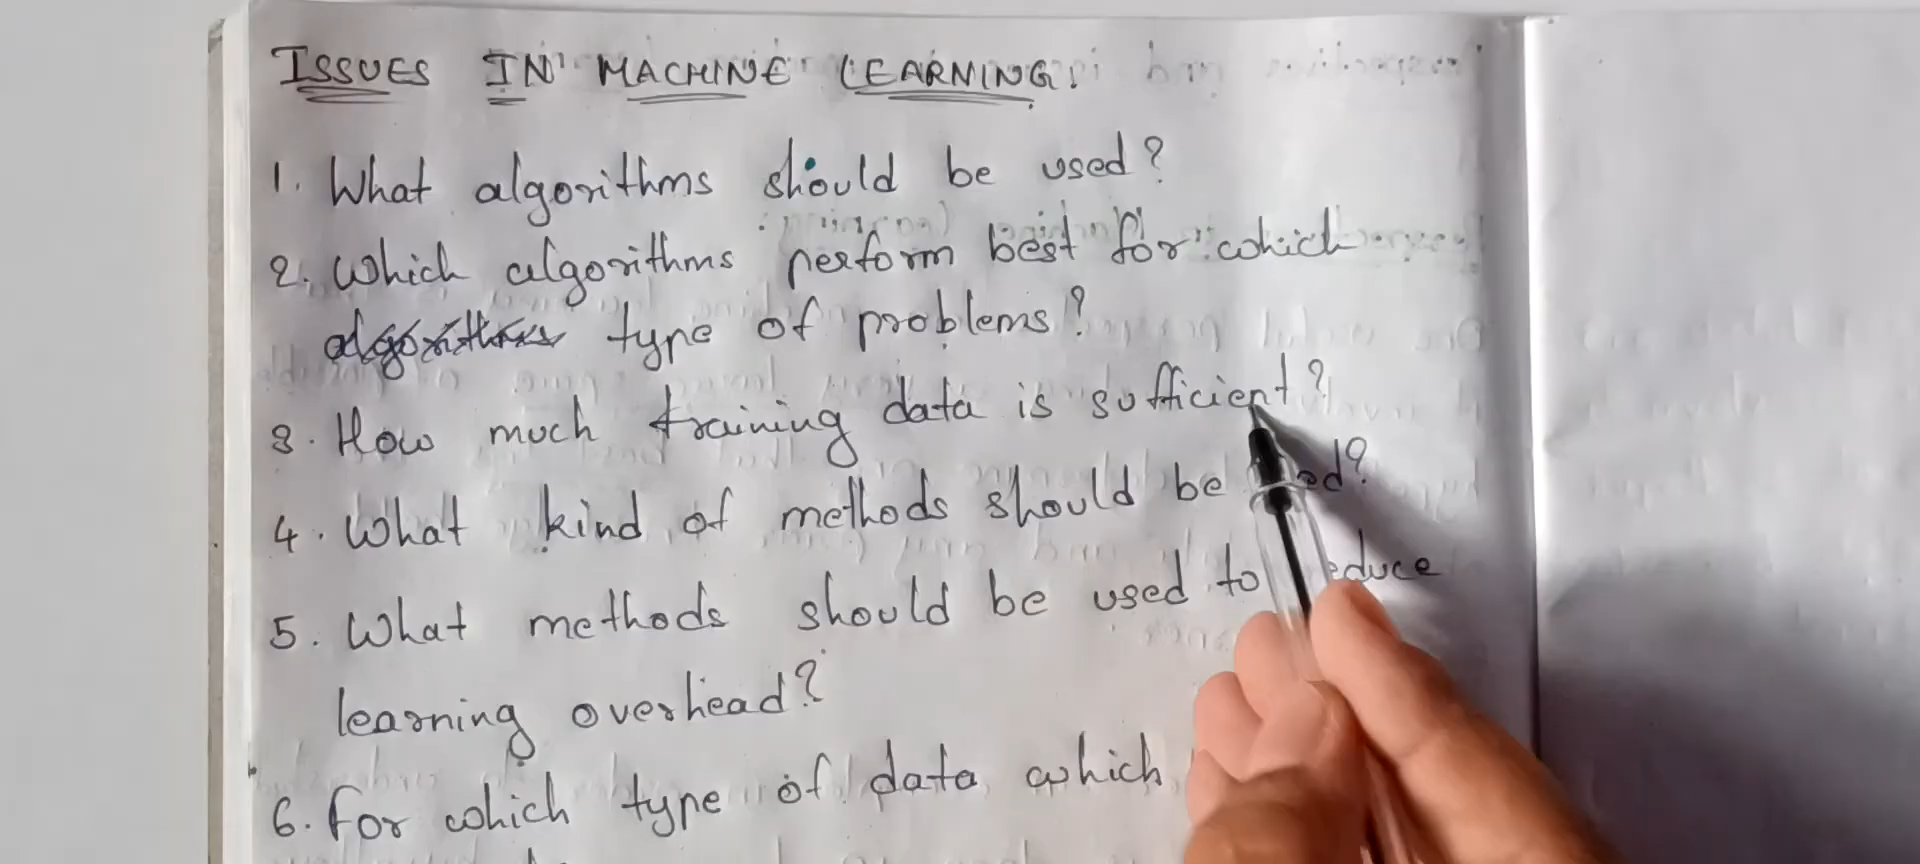 ISSUES IN MACHINE LEARNING:
1. What algorithms should be used?
2. Which algorithms perform best for which
algorithms type of problems?
3. How much training data is sufficient?
4. What kind of methods should be
5. What methods should be used to reduce
learning overhead?
6. For which type of data which